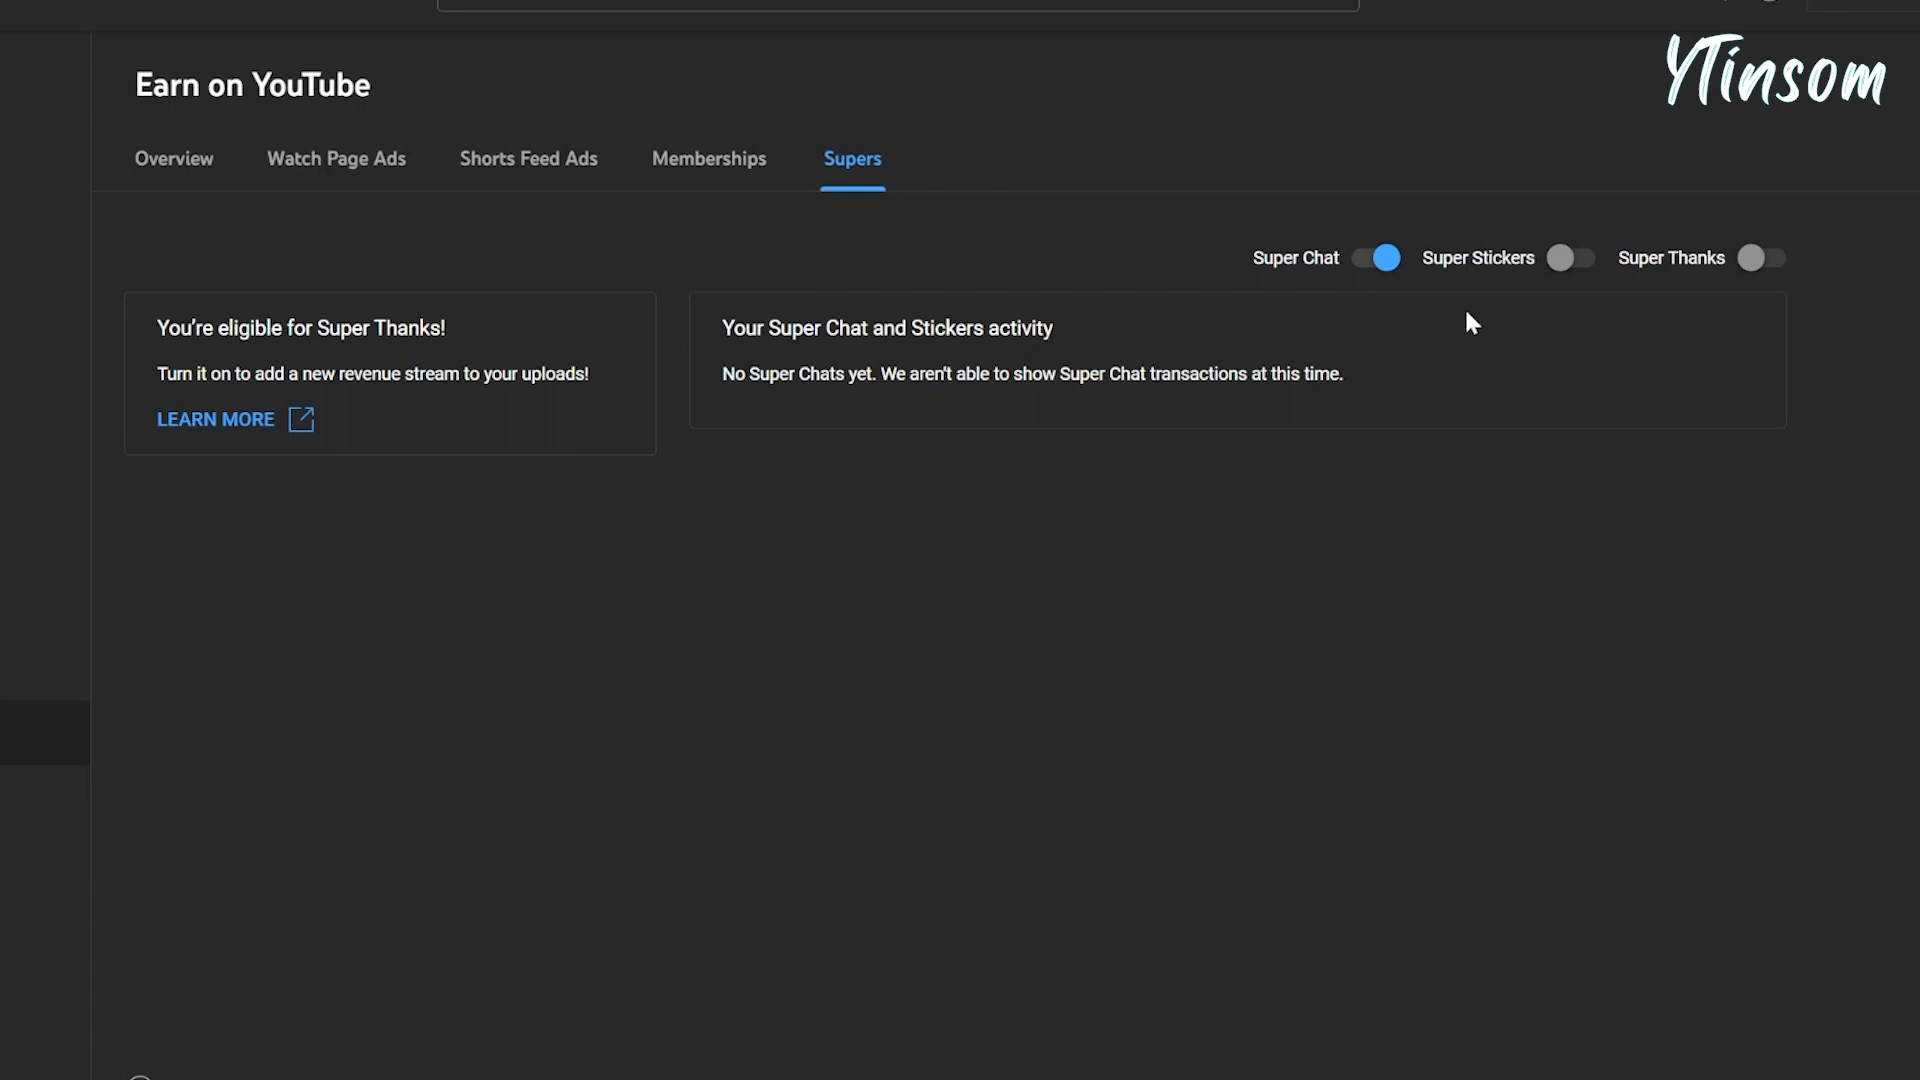 YTinsom
Earn on YouTube
Overview Watch Page Ads Shorts Feed Ads Memberships Supers
Super Chat Super Stickers Super Thanks
You're eligible for Super Thanks!
Turn it on to add a new revenue stream to your uploads!
LEARN MORE
Your Super Chat and Stickers activity
No Super Chats yet. We aren't able to show Super Chat transactions at this time.